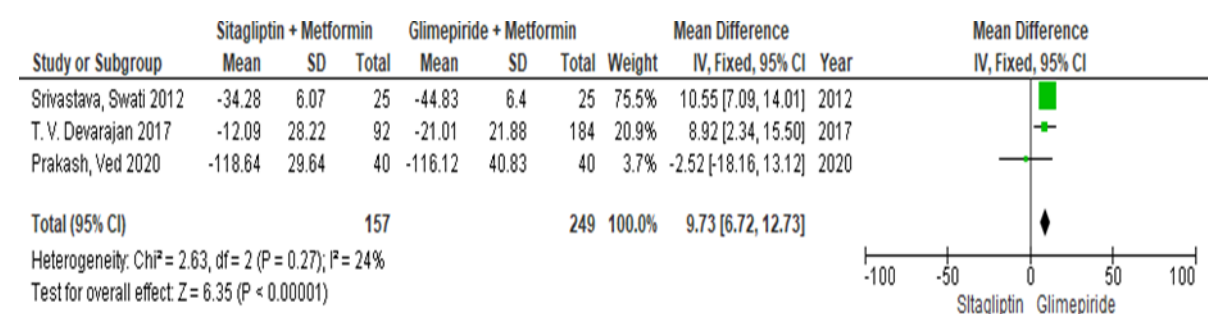 Sitagliptin + Metformin Glimepiride + Metformin Mean Difference Mean Difference
Study or Subgroup Mean SD Total Mean SD Total Weight IV, Fixed, 95% CI Year IV, Fixed, 95% CI
Srivastava, Swati 2012 -34.28 6.07 25 -44.83 6.4 25 75.5% 10.55 [7.09, 14.01] 2012
T. V. Devarajan 2017 -12.09 28.22 92 -21.01 21.88 184 20.9% 8.92 [2.34, 15.50] 2017
Prakash, Ved 2020 -118.64 29.64 40 -116.12 40.83 40 3.7% -2.52 [-18.16, 13.12] 2020
Total (95% CI) 157 249 100.0% 9.73 [6.72, 12.73]
Heterogeneity: Chi² = 2.63, df = 2 (P = 0.27); I² = 24%
Test for overall effect: Z = 6.35 (P < 0.00001)
-100 -50 0 50 100
SItagliptin Glimepiride